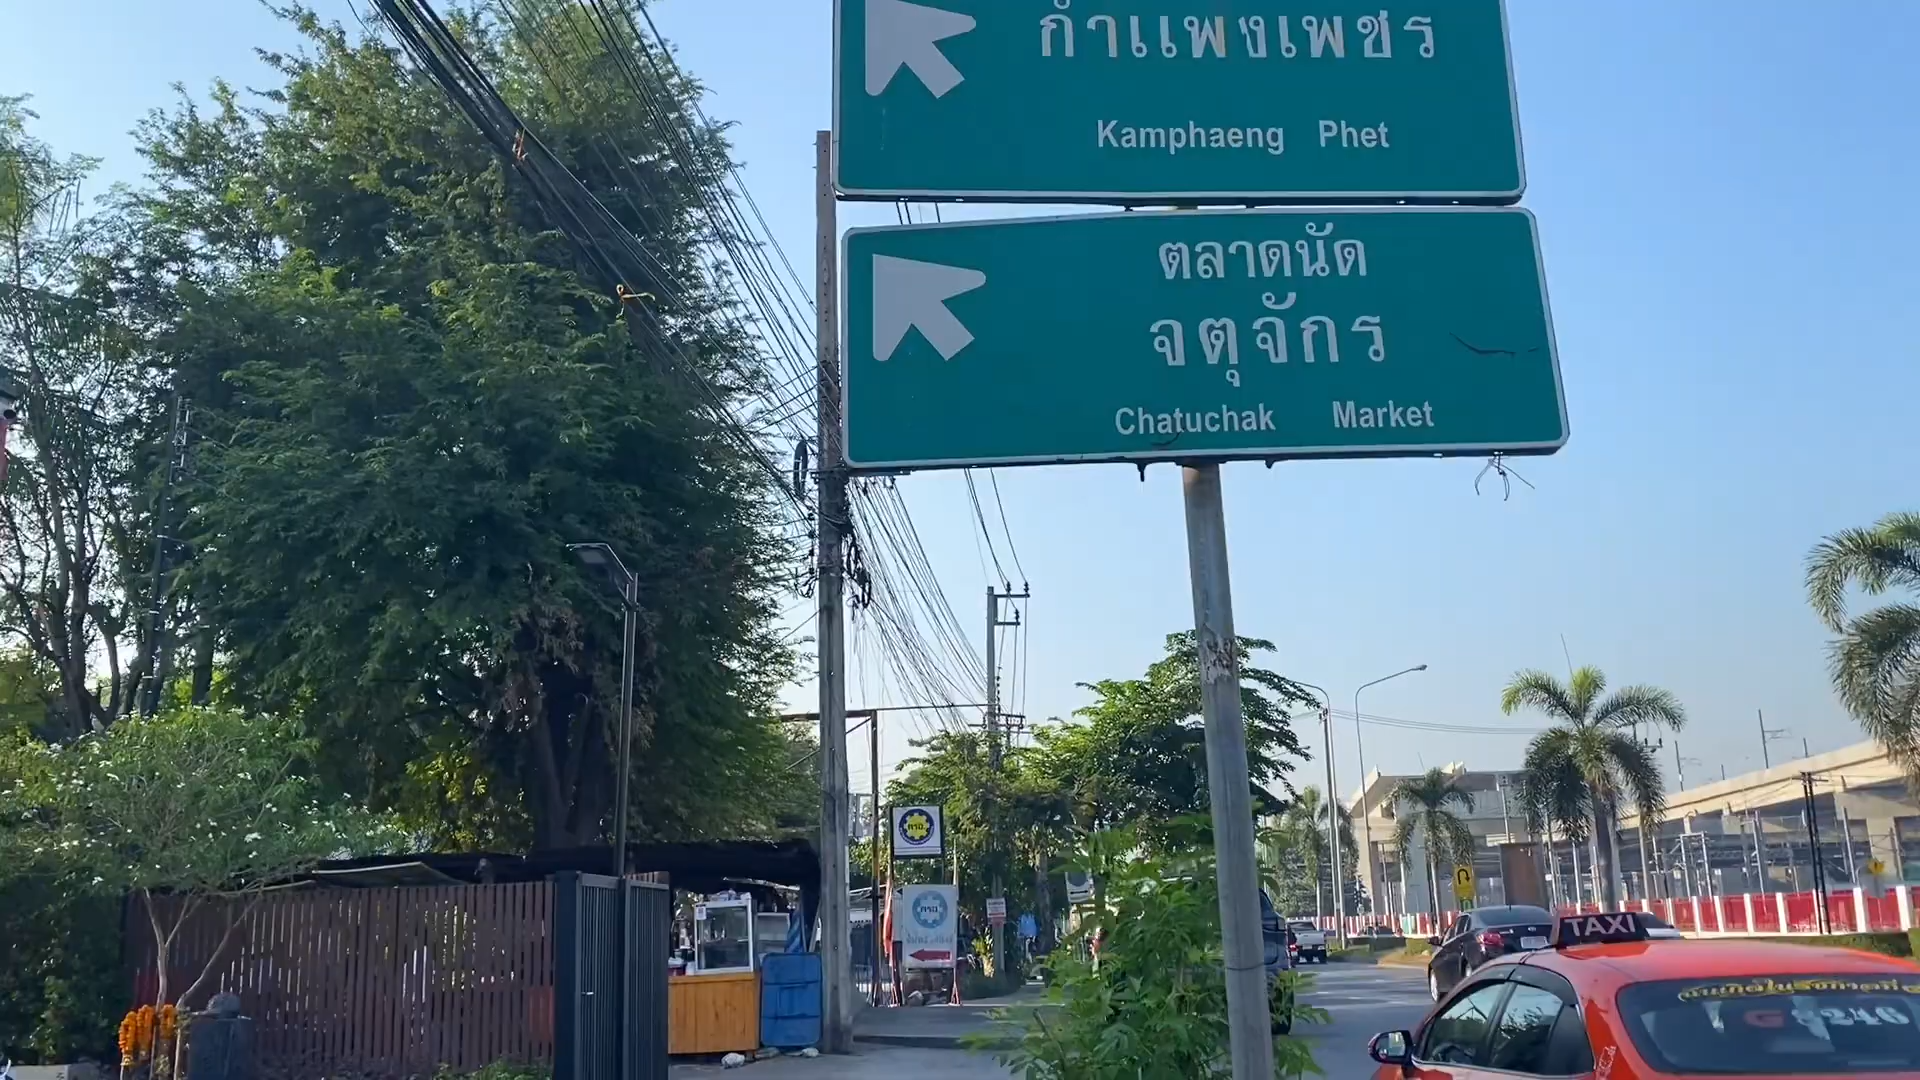 กำแพงเพชร
Kamphaeng Phet
ตลาดนัด
จตุจักร
Chatuchak Market
TAXI